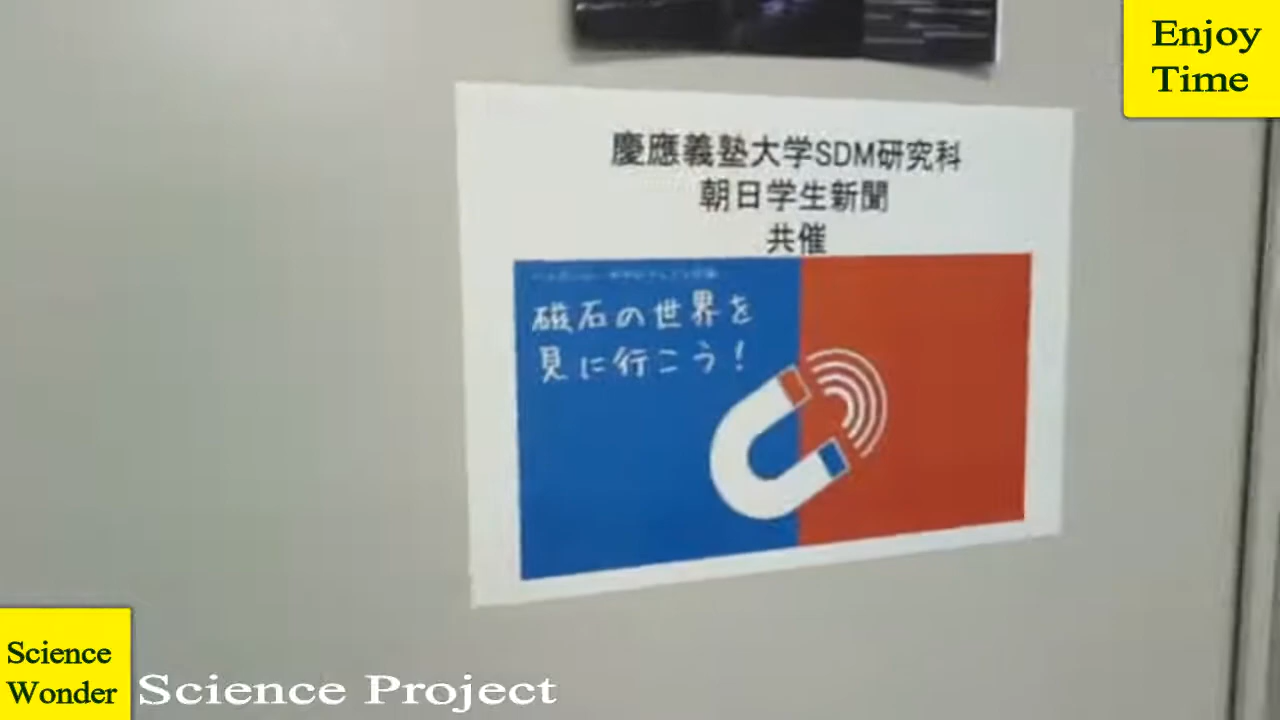 Enjoy
Time
慶應義塾大学SDM研究科
朝日学生新聞
共催
磁石の世界を
見に行こう!
Science
Wonder
Science Project